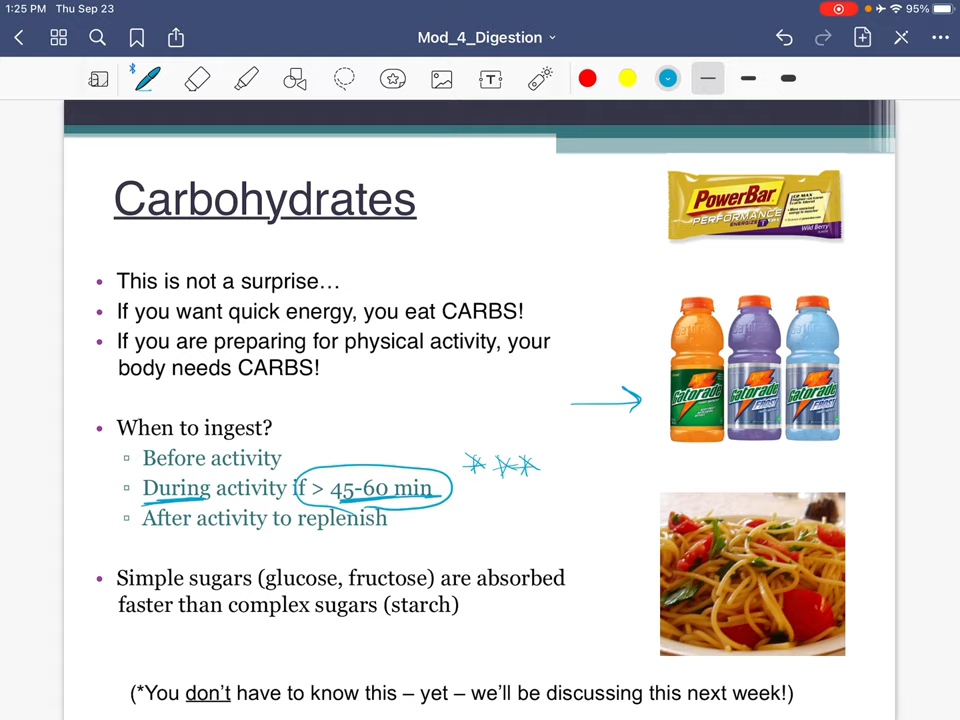 1:25 PM Thu Sep 23
95%
Mod_4_Digestion
T
Carbohydrates
PowerBar
PERFORMANCE
ENERGIZE
Wild Berry
• This is not a surprise…
• If you want quick energy, you eat CARBS!
• If you are preparing for physical activity, your
body needs CARBS!
Gatorade Gatorade Gatorade
FROST FROST
• When to ingest?
▫ Before activity
▫ During activity if > 45-60 min
▫ After activity to replenish
• Simple sugars (glucose, fructose) are absorbed
faster than complex sugars (starch)
(*You don't have to know this – yet – we'll be discussing this next week!)